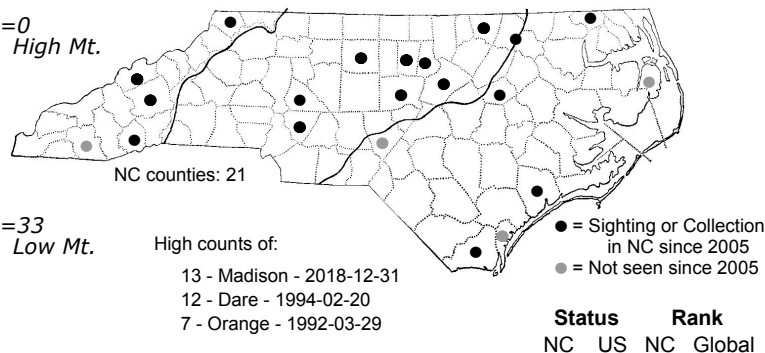 =0
High Mt.
NC counties: 21
=33
Low Mt.
High counts of:
13 - Madison - 2018-12-31
12 - Dare - 1994-02-20
7 - Orange - 1992-03-29
● = Sighting or Collection
in NC since 2005
● = Not seen since 2005
Status Rank
NC US NC Global